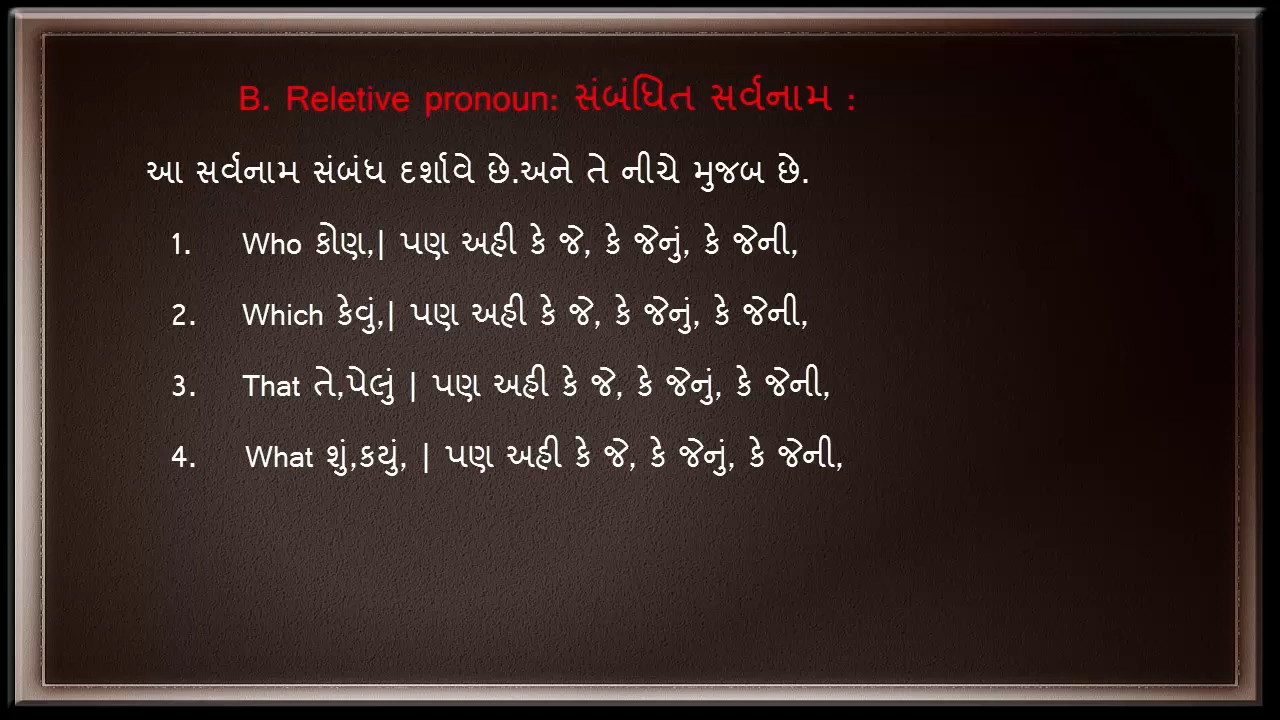 B. Reletive pronoun: સંબંધિત સર્વનામ :
આ સર્વનામ સંબંધ દર્શાવે છે.અને તે નીચે મુજબ છે.
1. Who કોણ,| પણ અહી કે જે, કે જેનું, કે જેની,
2. Which કેવું,| પણ અહી કે જે, કે જેનું, કે જેની,
3. That તે,પેલું | પણ અહી કે જે, કે જેનું, કે જેની,
4. What શું,કયું, | પણ અહી કે જે, કે જેનું, કે જેની,